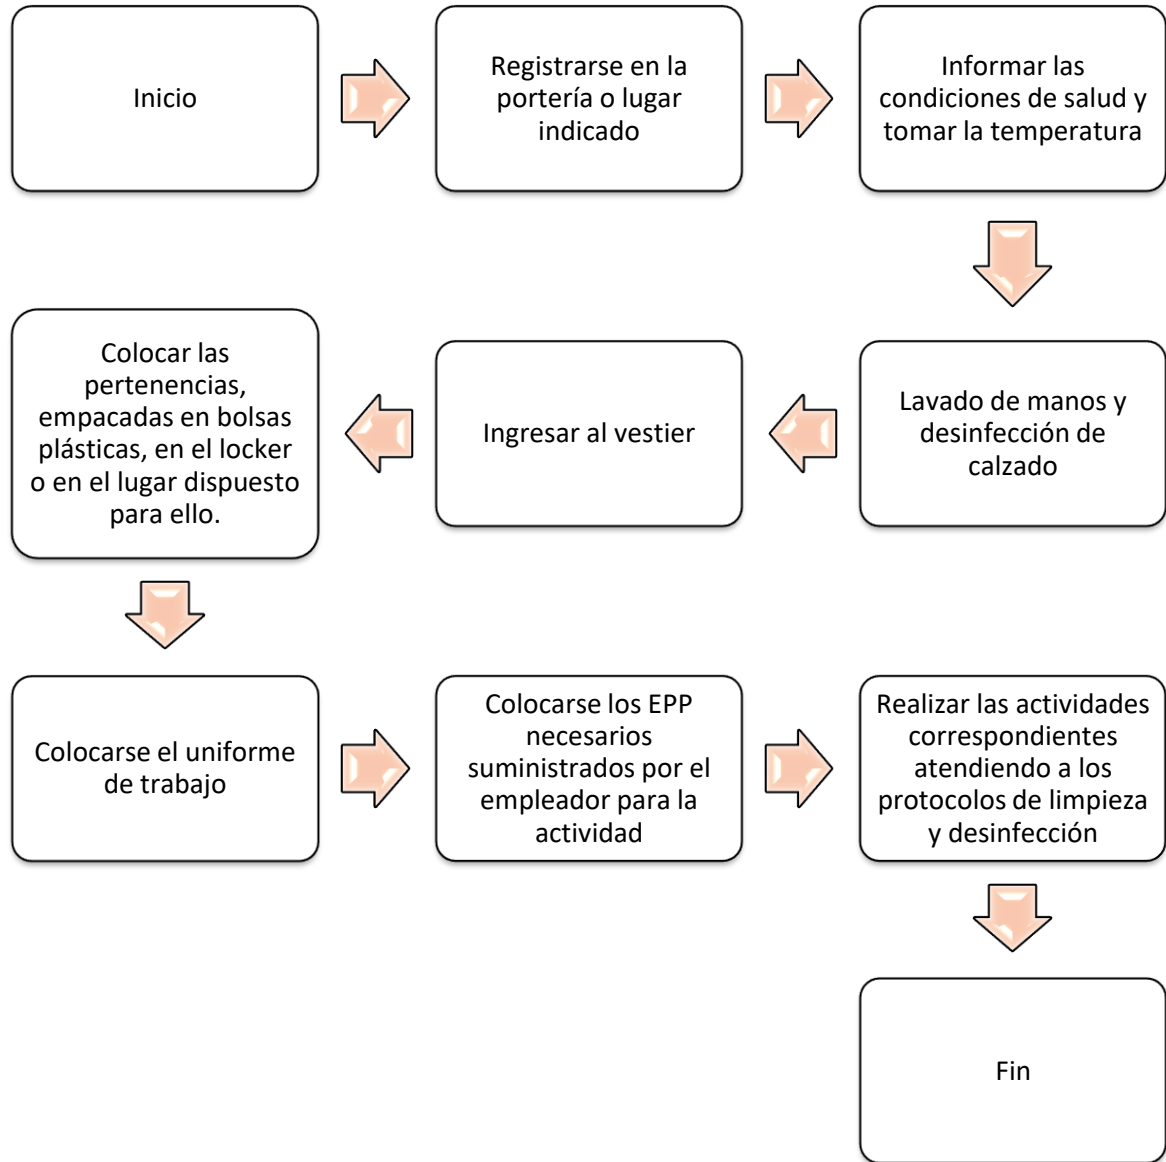 Inicio
Registrarse en la
portería o lugar
indicado
Informar las
condiciones de salud y
tomar la temperatura
Lavado de manos y
desinfección de
calzado
Ingresar al vestier
Colocar las
pertenencias,
empacadas en bolsas
plásticas, en el locker
o en el lugar dispuesto
para ello.
Colocarse el uniforme
de trabajo
Colocarse los EPP
necesarios
suministrados por el
empleador para la
actividad
Realizar las actividades
correspondientes
atendiendo a los
protocolos de limpieza
y desinfección
Fin